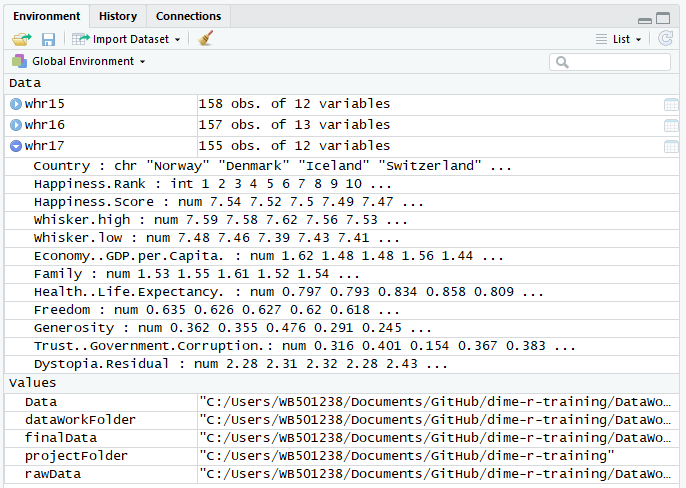 Environment History Connections
Import Dataset List
Global Environment
Data
whr15 158 obs. of 12 variables
whr16 157 obs. of 13 variables
whr17 155 obs. of 12 variables
Country : chr "Norway" "Denmark" "Iceland" "Switzerland" ...
Happiness.Rank : int 1 2 3 4 5 6 7 8 9 10 ...
Happiness.Score : num 7.54 7.52 7.5 7.49 7.47 ...
Whisker.high : num 7.59 7.58 7.62 7.56 7.53 ...
Whisker.low : num 7.48 7.46 7.39 7.43 7.41 ...
Economy..GDP.per.Capita. : num 1.62 1.48 1.48 1.56 1.44 ...
Family : num 1.53 1.55 1.61 1.52 1.54 ...
Health..Life.Expectancy. : num 0.797 0.793 0.834 0.858 0.809 ...
Freedom : num 0.635 0.626 0.627 0.62 0.618 ...
Generosity : num 0.362 0.355 0.476 0.291 0.245 ...
Trust..Government.Corruption.: num 0.316 0.401 0.154 0.367 0.383 ...
Dystopia.Residual : num 2.28 2.31 2.32 2.28 2.43 ...
Values
Data "C:/Users/WB501238/Documents/GitHub/dime-r-training/DataWo…
dataWorkFolder "C:/Users/WB501238/Documents/GitHub/dime-r-training/DataWo…
finalData "C:/Users/WB501238/Documents/GitHub/dime-r-training/DataWo…
projectFolder "C:/Users/WB501238/Documents/GitHub/dime-r-training"
rawData "C:/Users/WB501238/Documents/GitHub/dime-r-training/DataWo…